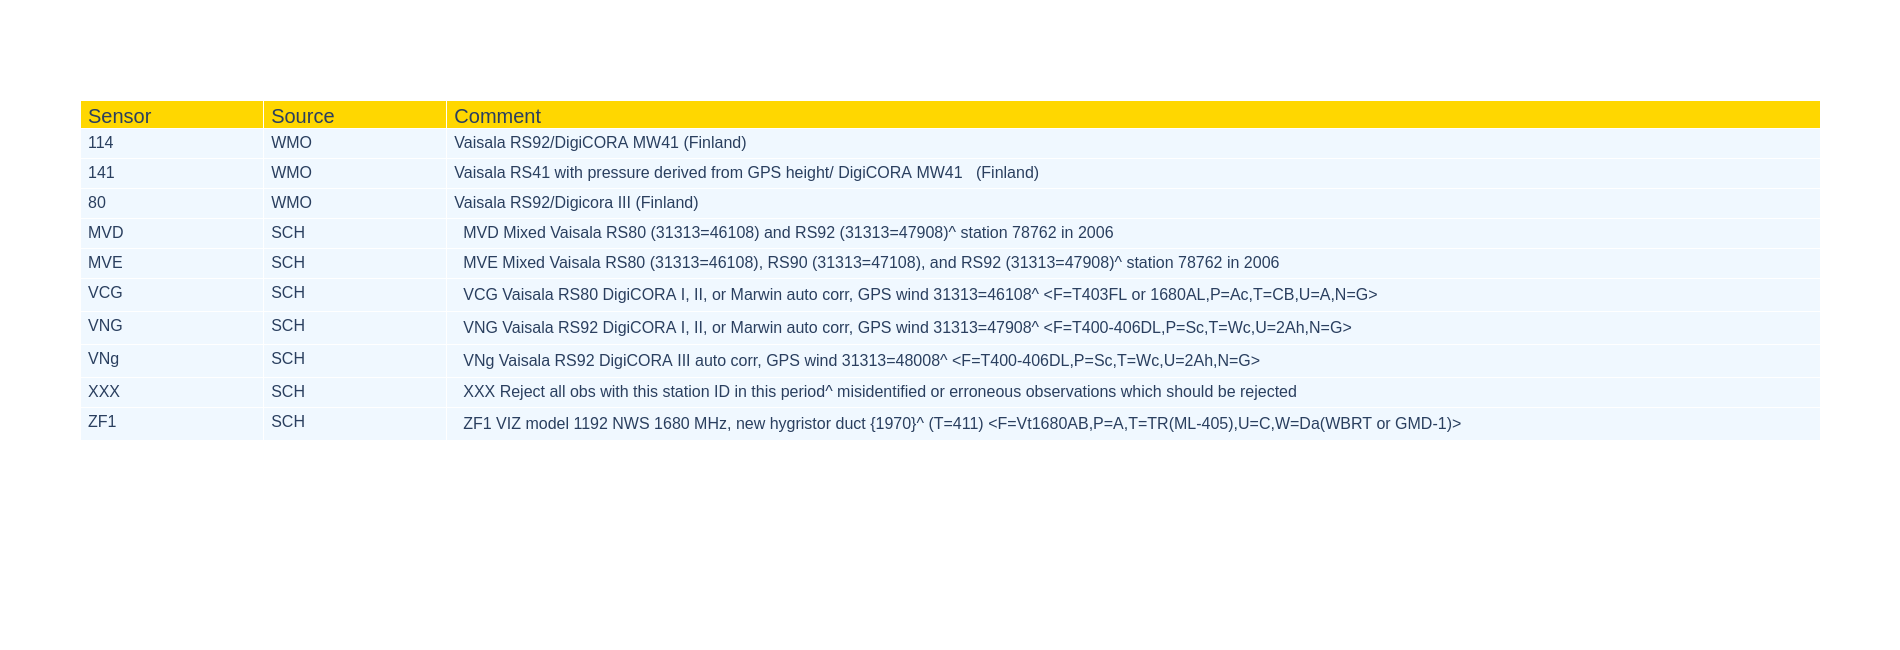 Sensor Source Comment
114 WMO Vaisala RS92/DigiCORA MW41 (Finland)
141 WMO Vaisala RS41 with pressure derived from GPS height/ DigiCORA MW41 (Finland)
80 WMO Vaisala RS92/Digicora III (Finland)
MVD SCH MVD Mixed Vaisala RS80 (31313=46108) and RS92 (31313=47908)^ station 78762 in 2006
MVE SCH MVE Mixed Vaisala RS80 (31313=46108), RS90 (31313=47108), and RS92 (31313=47908)^ station 78762 in 2006
VCG SCH VCG Vaisala RS80 DigiCORA I, II, or Marwin auto corr, GPS wind 31313=46108^ <F=T403FL or 1680AL,P=Ac,T=CB,U=A,N=G>
VNG SCH VNG Vaisala RS92 DigiCORA I, II, or Marwin auto corr, GPS wind 31313=47908^ <F=T400-406DL,P=Sc,T=Wc,U=2Ah,N=G>
VNg SCH VNg Vaisala RS92 DigiCORA III auto corr, GPS wind 31313=48008^ <F=T400-406DL,P=Sc,T=Wc,U=2Ah,N=G>
XXX SCH XXX Reject all obs with this station ID in this period^ misidentified or erroneous observations which should be rejected
ZF1 SCH ZF1 VIZ model 1192 NWS 1680 MHz, new hygristor duct {1970}^ (T=411) <F=Vt1680AB,P=A,T=TR(ML-405),U=C,W=Da(WBRT or GMD-1)>